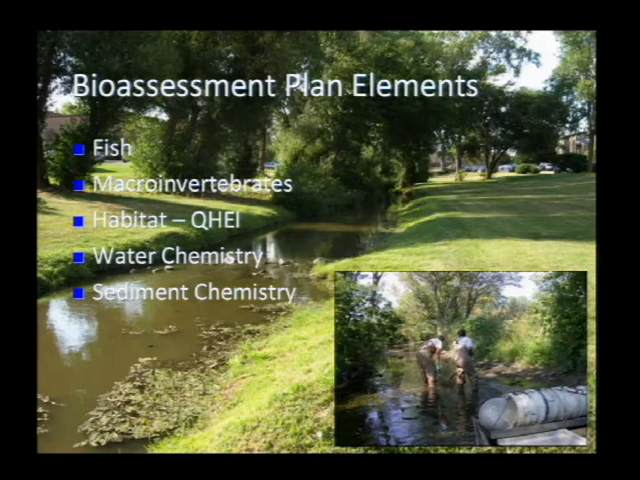 Bioassessment Plan Elements
Fish
Macroinvertebrates
Habitat – QHEI
Water Chemistry
Sediment Chemistry